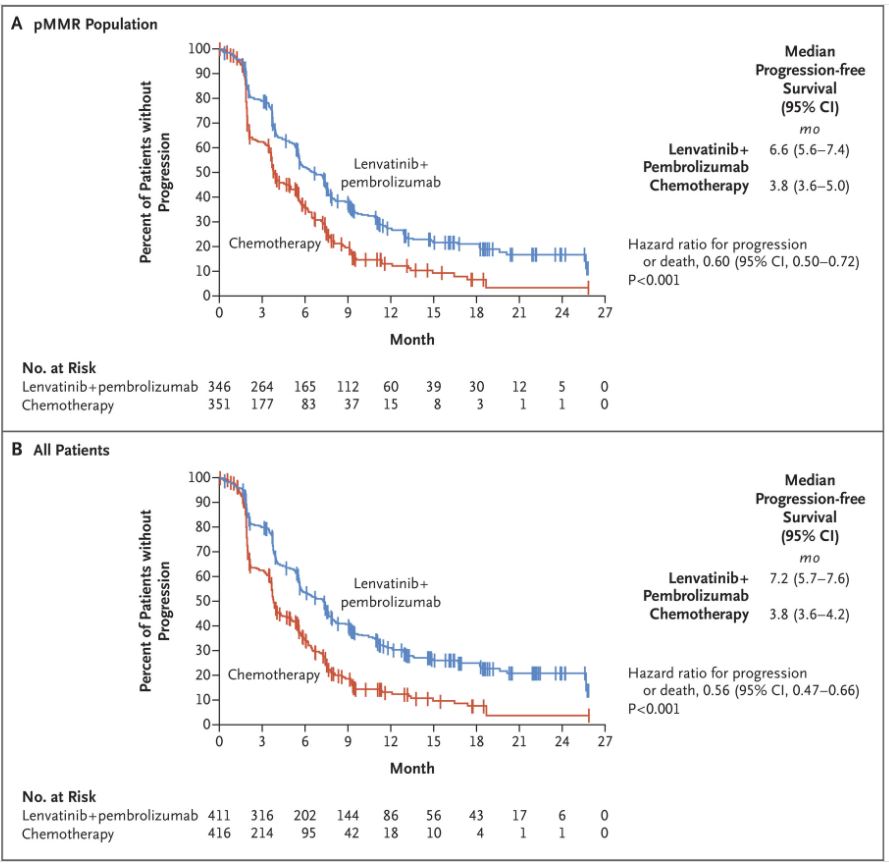 A pMMR Population
Percent of Patients without
Progression
100
90
80
70
60
50
40
30
20
10
0
Lenvatinib+
pembrolizumab
Chemotherapy
0 3 6 9 12 15 18 21 24 27
Month
Median
Progression-free
Survival
(95% CI)
mo
Lenvatinib+
Pembrolizumab 6.6 (5.6–7.4)
Chemotherapy 3.8 (3.6–5.0)
Hazard ratio for progression
or death, 0.60 (95% CI, 0.50–0.72)
P<0.001
No. at Risk
Lenvatinib+pembrolizumab 346 264 165 112 60 39 30 12 5 0
Chemotherapy 351 177 83 37 15 8 3 1 1 0
B All Patients
Percent of Patients without
Progression
100
90
80
70
60
50
40
30
20
10
0
Lenvatinib+
pembrolizumab
Chemotherapy
0 3 6 9 12 15 18 21 24 27
Month
Median
Progression-free
Survival
(95% CI)
mo
Lenvatinib+
Pembrolizumab 7.2 (5.7–7.6)
Chemotherapy 3.8 (3.6–4.2)
Hazard ratio for progression
or death, 0.56 (95% CI, 0.47–0.66)
P<0.001
No. at Risk
Lenvatinib+pembrolizumab 411 316 202 144 86 56 43 17 6 0
Chemotherapy 416 214 95 42 18 10 4 1 1 0